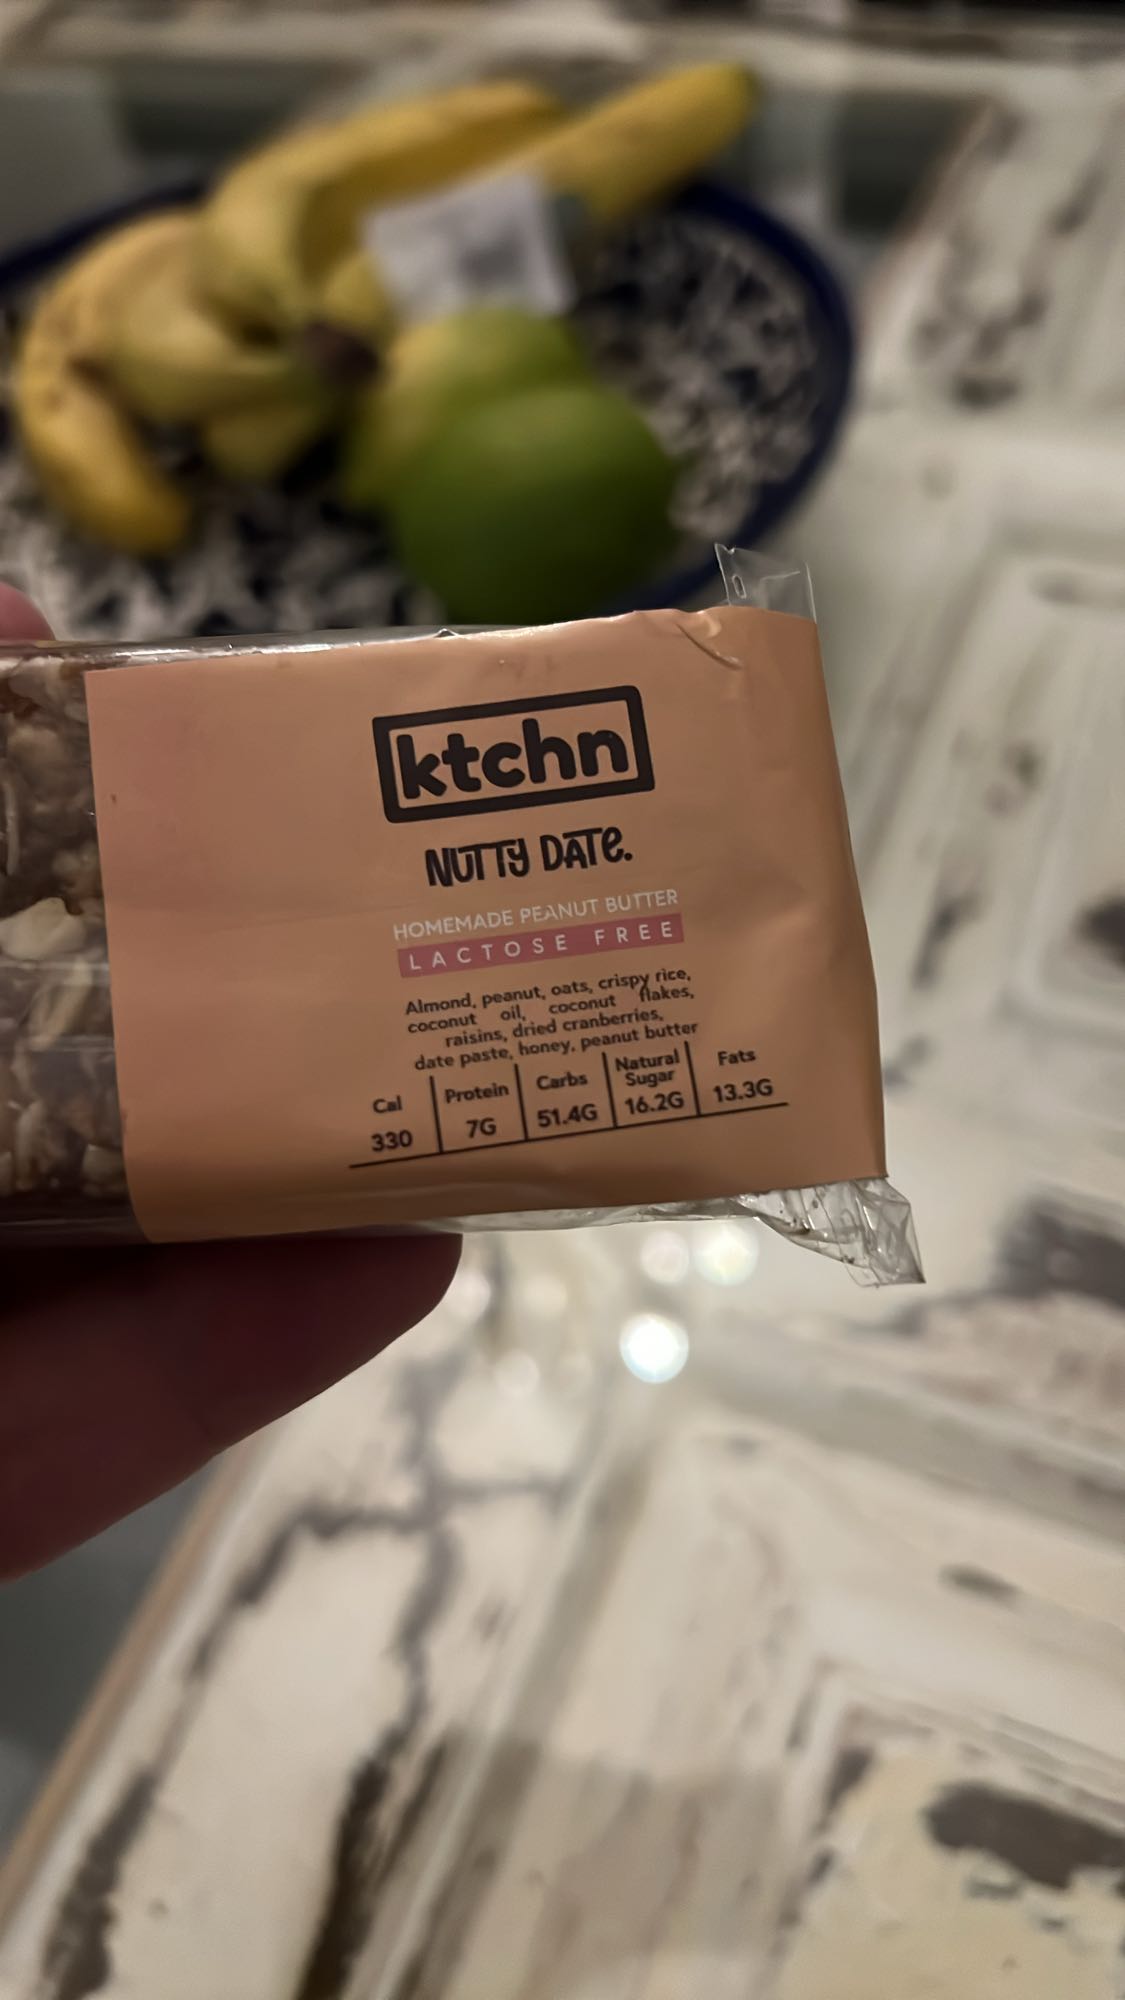 ktchn
NUTTY DATE.
HOMEMADE PEANUT BUTTER
LACTOSE FREE
Almond, peanut, oats, crispy rice,
coconut oil, coconut flakes,
raisins, dried cranberries,
date paste, honey, peanut butter
Cal Protein Carbs Natural Sugar Fats
330 7G 51.4G 16.2G 13.3G